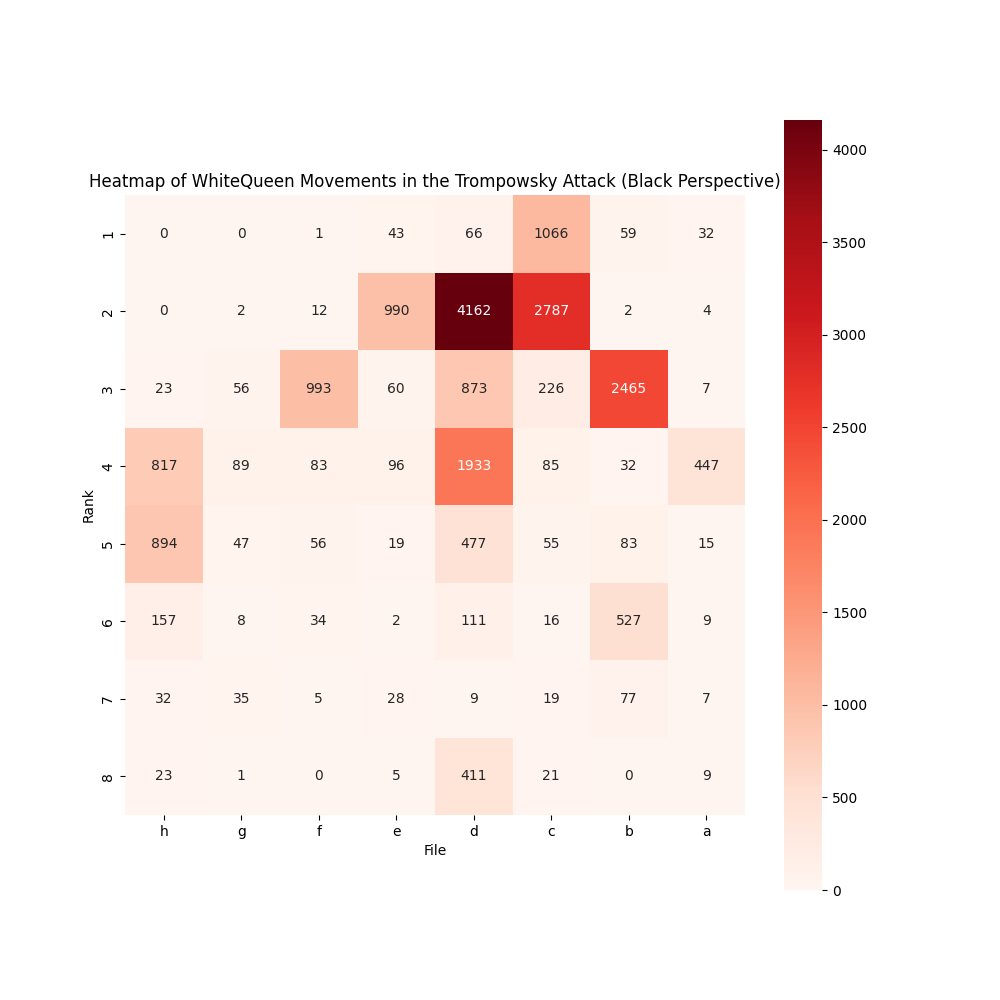 Heatmap of WhiteQueen Movements in the Trompowsky Attack (Black Perspective)
4000
3500
3000
2500
2000
1500
1000
500
0
Rank
1 0 0 1 43 66 1066 59 32
2 0 2 12 990 4162 2787 2 4
3 23 56 993 60 873 226 2465 7
4 817 89 83 96 1933 85 32 447
5 894 47 56 19 477 55 83 15
6 157 8 34 2 111 16 527 9
7 32 35 5 28 9 19 77 7
8 23 1 0 5 411 21 0 9
h g f e d c b a
File